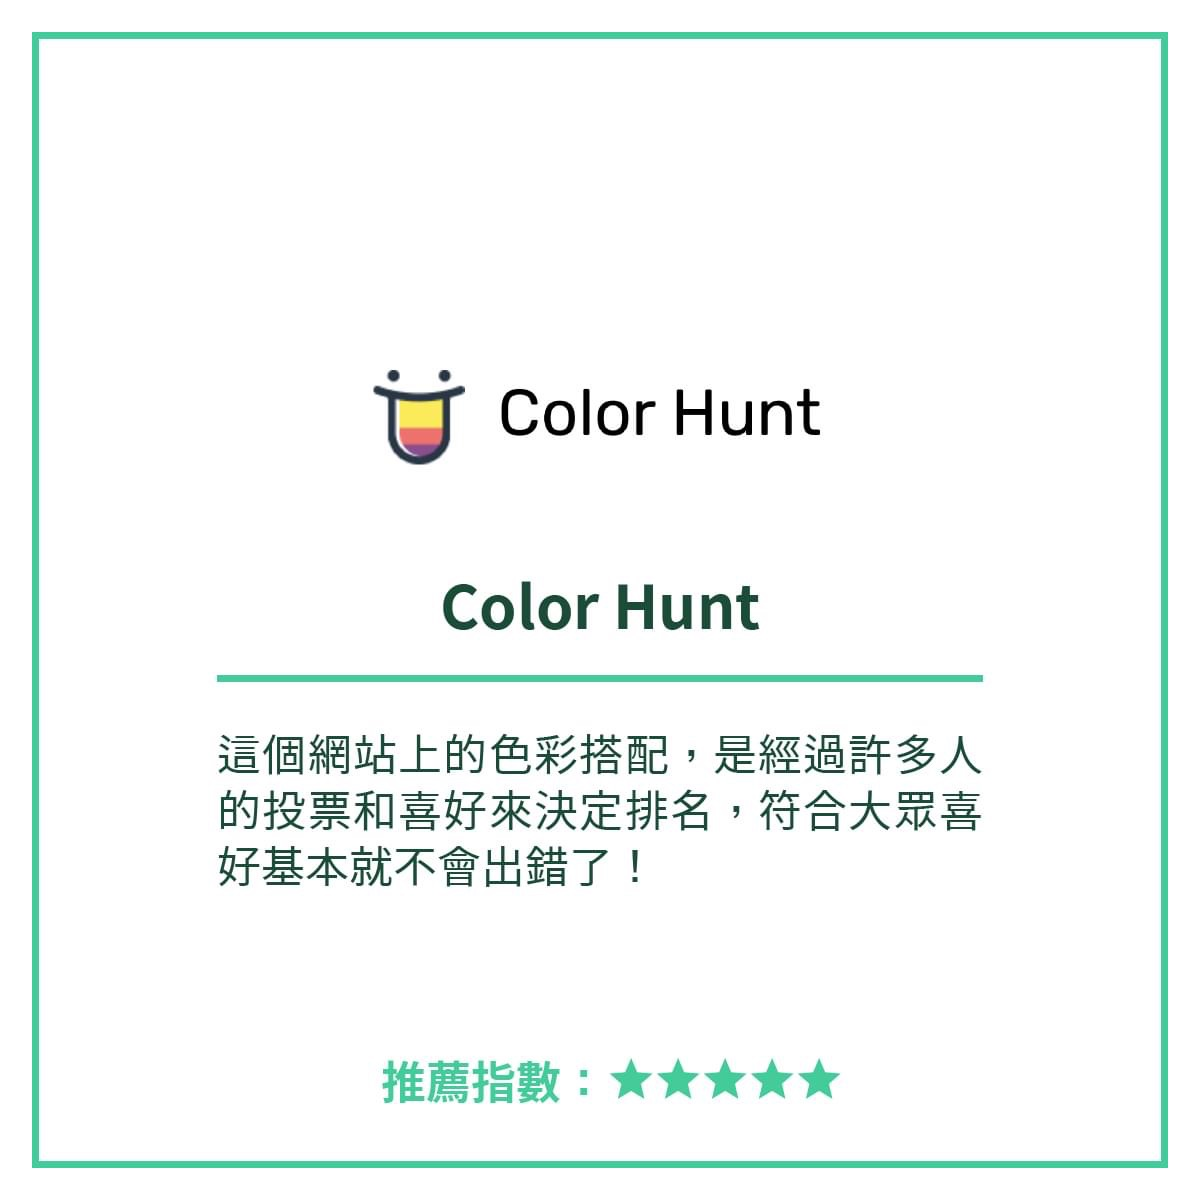 Color Hunt
Color Hunt
這個網站上的色彩搭配，是經過許多人
的投票和喜好來決定排名，符合大眾喜
好基本就不會出錯了！
推薦指數：★★★★★